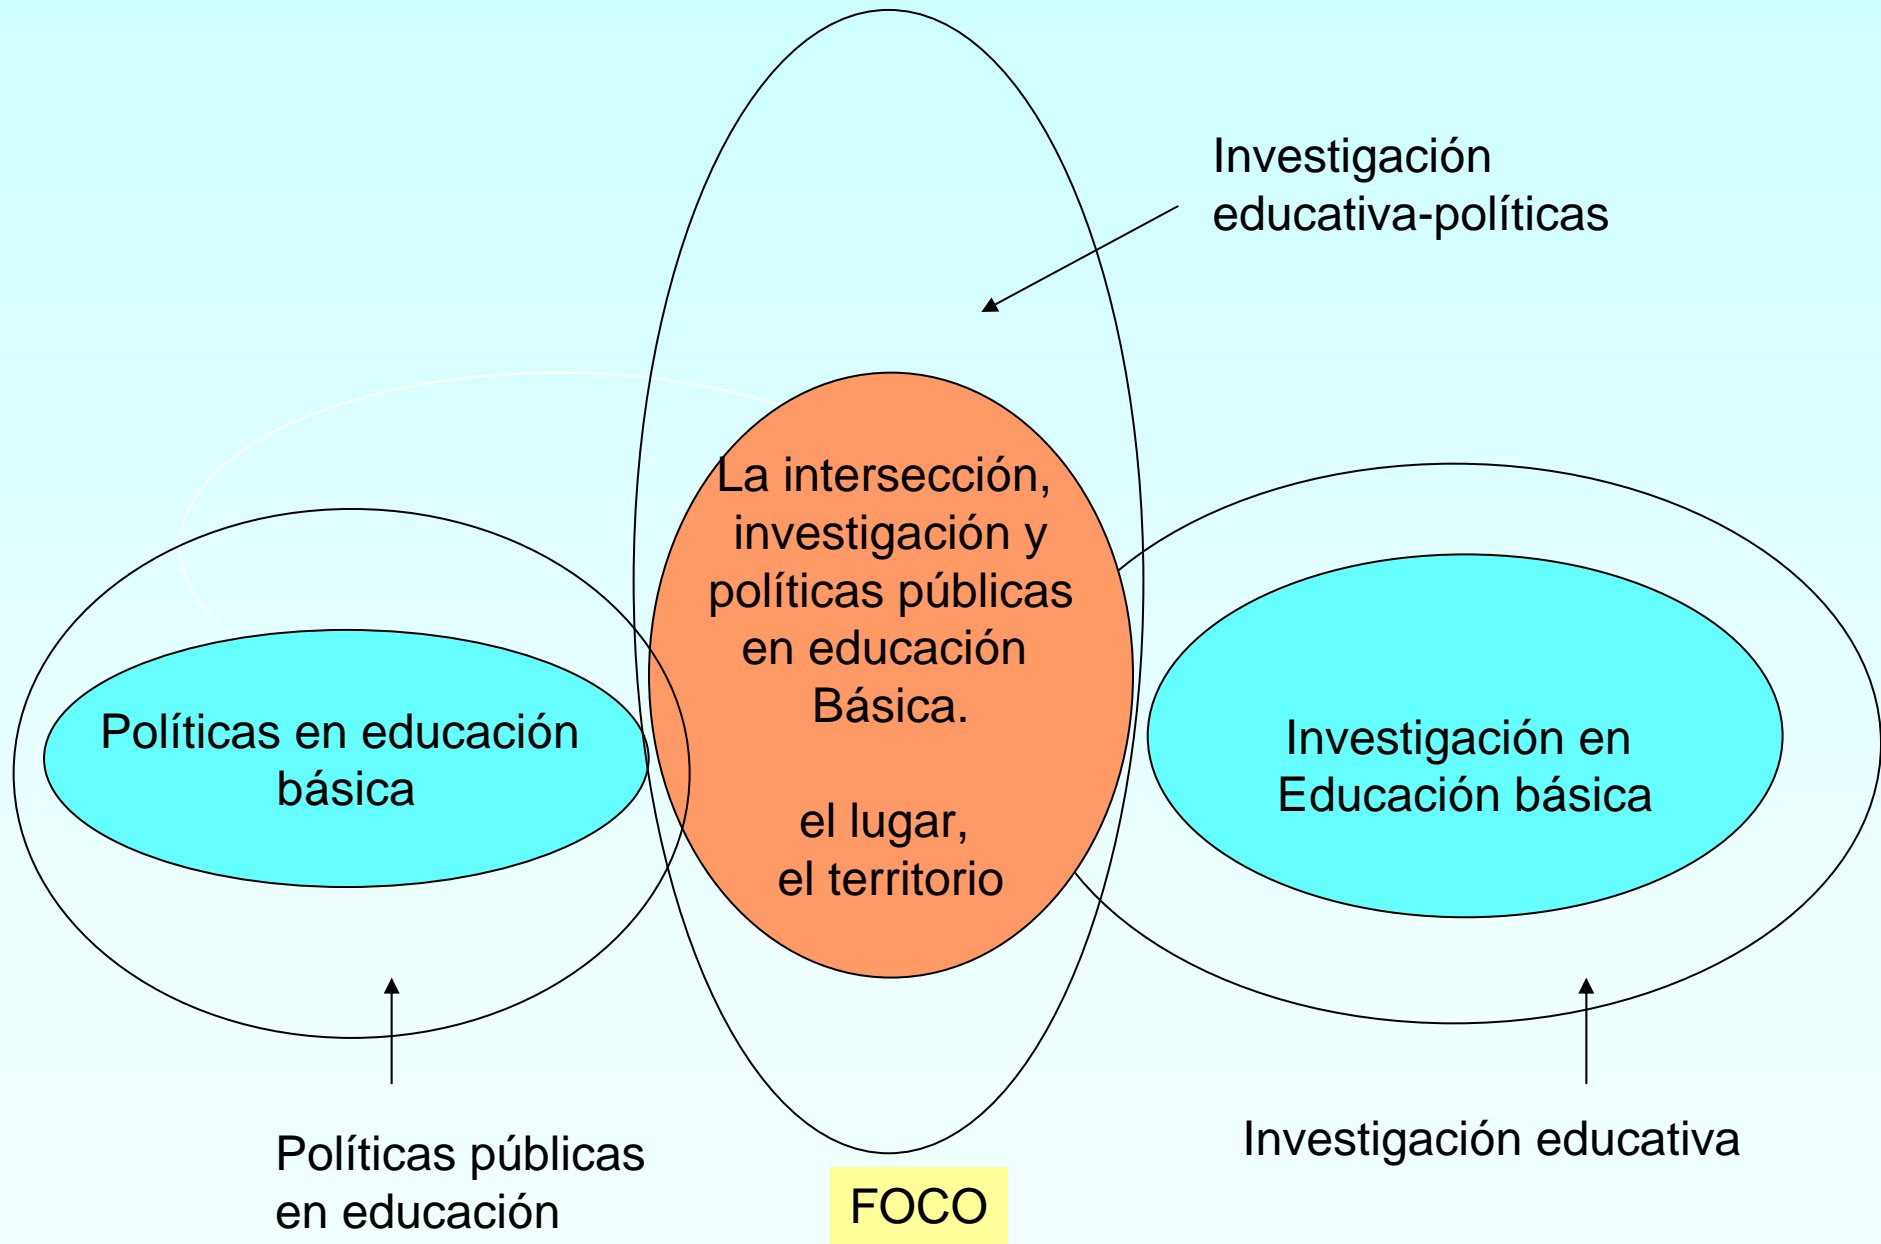 Investigación
educativa-políticas
La intersección,
investigación y
políticas públicas
en educación
Básica.
el lugar,
el territorio
Políticas en educación
básica
Investigación en
Educación básica
Políticas públicas
en educación
Investigación educativa
FOCO